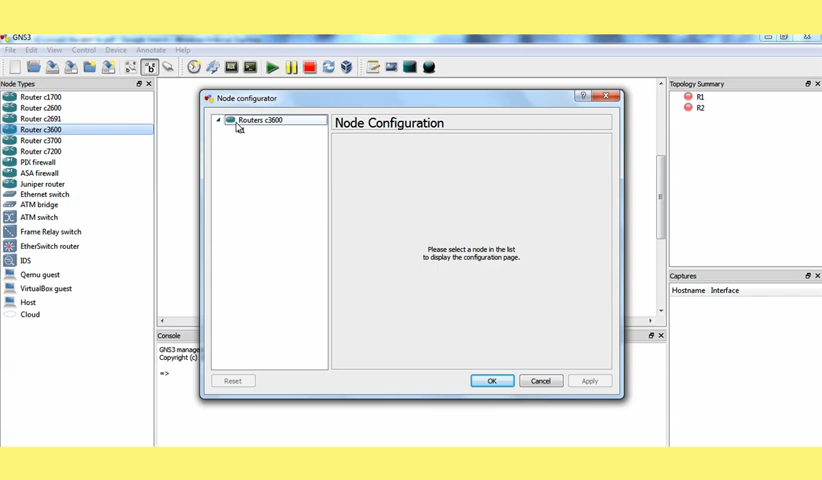 GNS3
File Edit View Control Device Annotate Help
Node Types
Router c1700
Router c2600
Router c2691
Router c3600
Router c3700
Router c7200
PIX firewall
ASA firewall
Juniper router
Ethernet switch
ATM bridge
ATM switch
Frame Relay switch
EtherSwitch router
IDS
Qemu guest
VirtualBox guest
Host
Cloud
Node configurator
Routers c3600
Node Configuration
Please select a node in the list
to display the configuration page.
Reset
OK
Cancel
Apply
Console
GNS3 manage
Copyright (c)
=>
Topology Summary
R1
R2
Captures
Hostname Interface